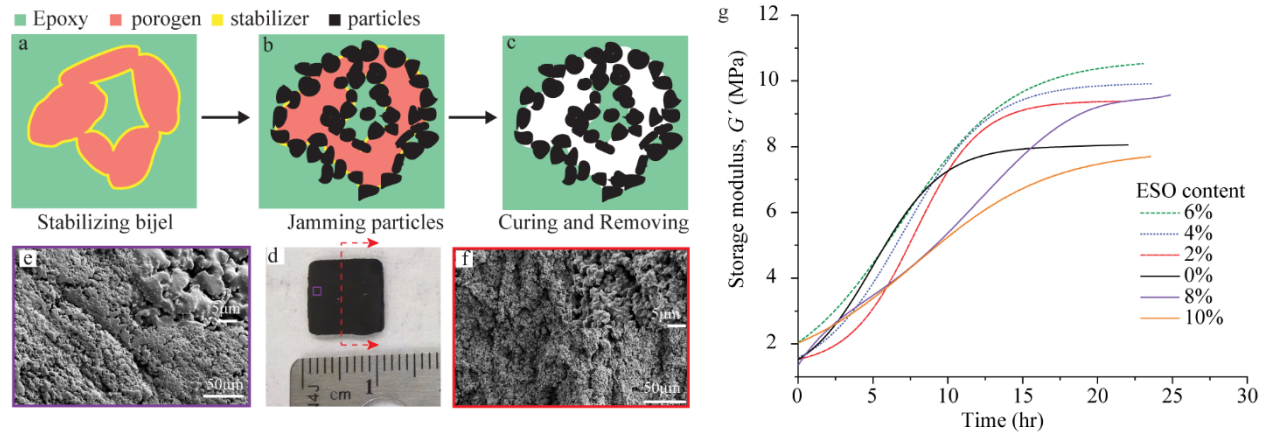 Epoxy porogen stabilizer particles
a
b
c
Stabilizing bijel
Jamming particles
Curing and Removing
e
5μm
50μm
d
cm 1
f
5μm
50μm
g
12
10
8
6
4
2
Storage modulus, G′ (MPa)
0 5 10 15 20 25 30
Time (hr)
ESO content
6%
4%
2%
0%
8%
10%